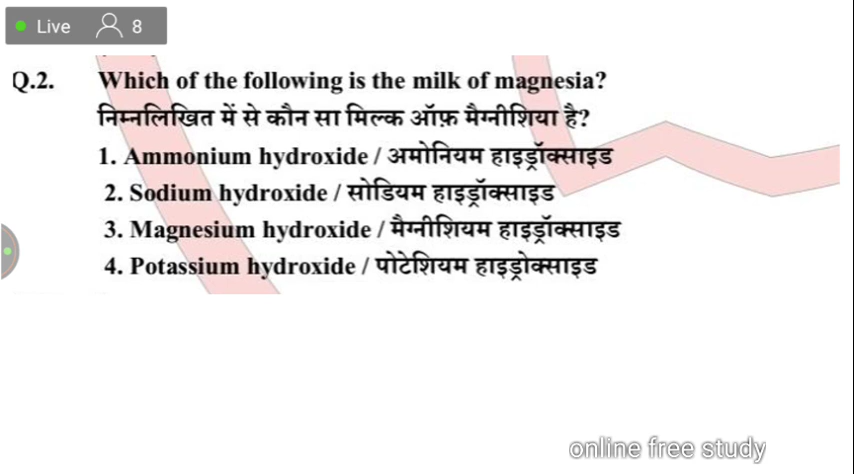 Live 8
Q.2. Which of the following is the milk of magnesia?
निम्नलिखित में से कौन सा मिल्क ऑफ़ मैग्नीशिया है?
1. Ammonium hydroxide / अमोनियम हाइड्रॉक्साइड
2. Sodium hydroxide / सोडियम हाइड्रॉक्साइड
3. Magnesium hydroxide / मैग्नीशियम हाइड्रॉक्साइड
4. Potassium hydroxide / पोटेशियम हाइड्रोक्साइड
online free study